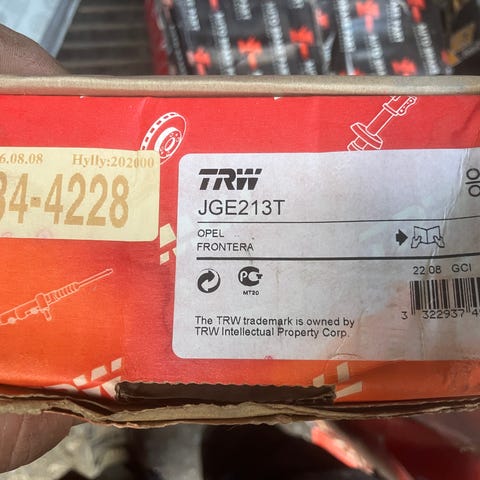 6.08.08 Hylly:202000
34-4228
TRW
JGE213T
OPEL
FRONTERA
22 08 GCI
MT20
3 322937 4
The TRW trademark is owned by
TRW Intellectual Property Corp.